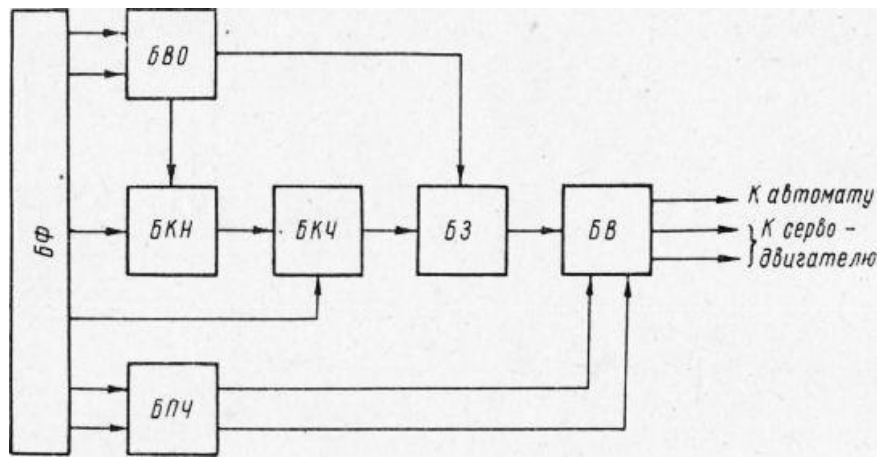 БФ
БВО
БКН
БКЧ
БЗ
БВ
БПЧ
К автомату
К серво-
двигателю